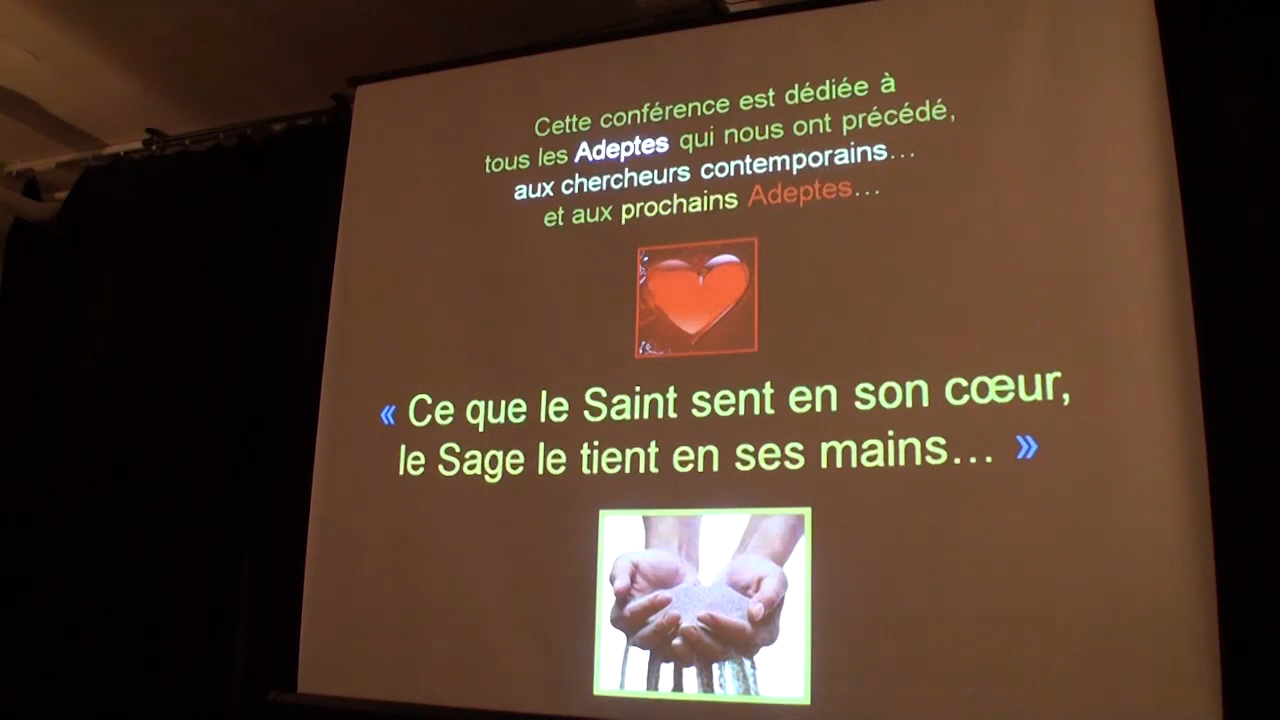 Cette conférence est dédiée à
tous les Adeptes qui nous ont précédé,
aux chercheurs contemporains…
et aux prochains Adeptes…
« Ce que le Saint sent en son cœur,
le Sage le tient en ses mains… »